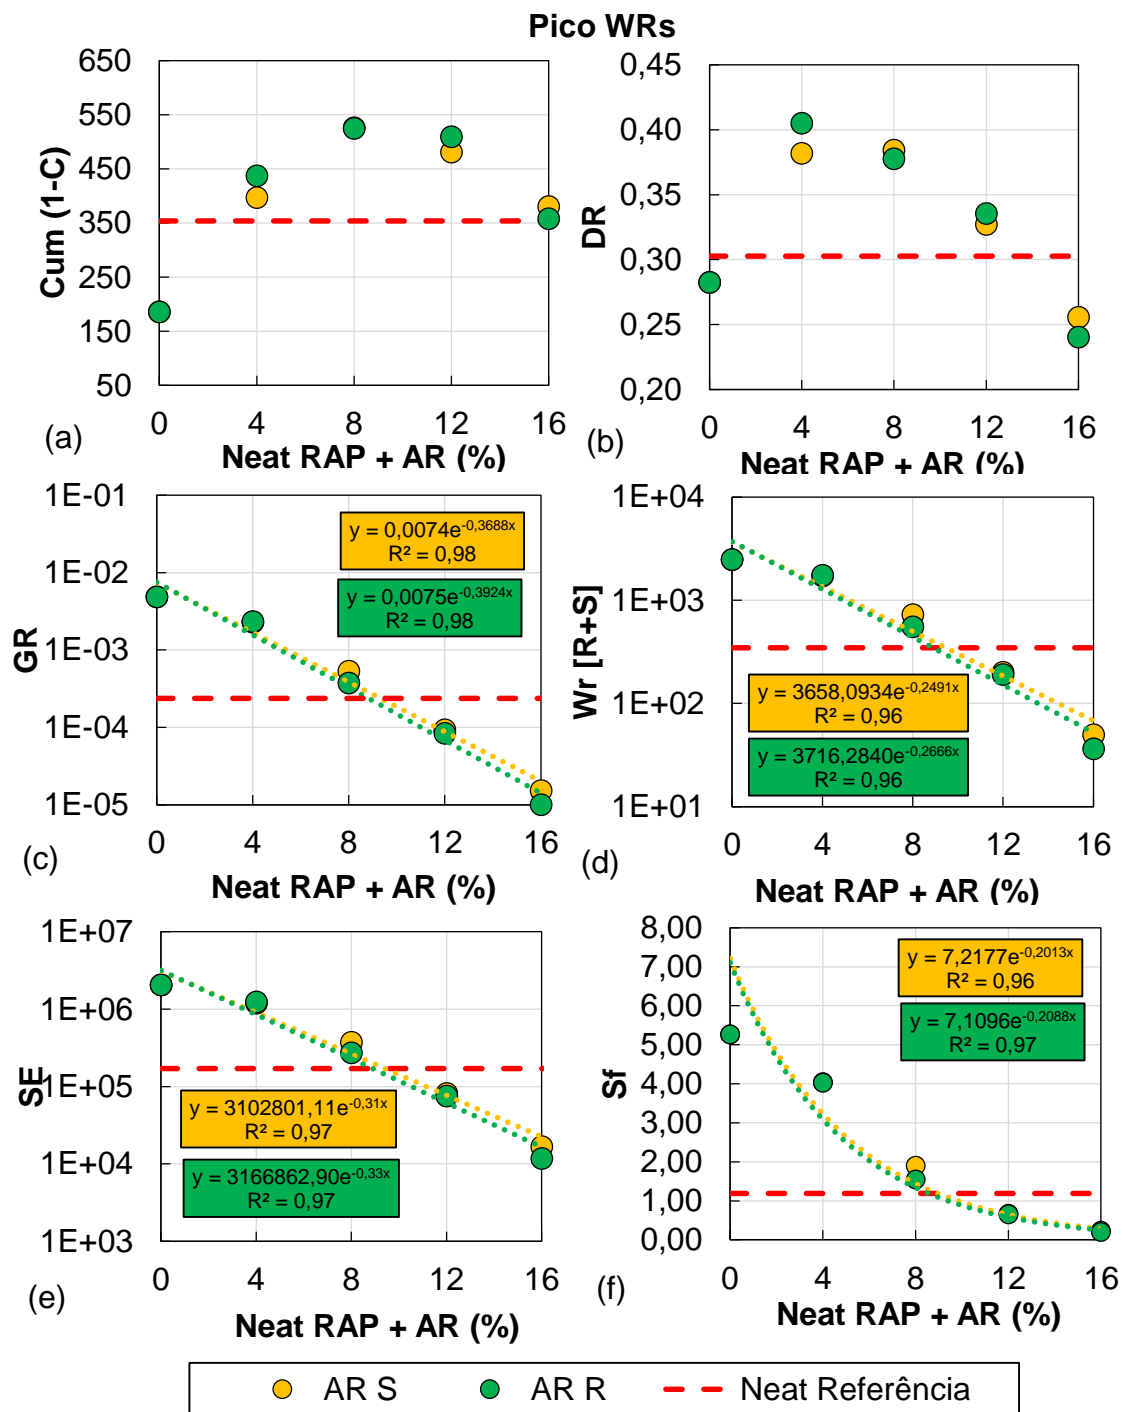 Pico WRs
650
550
450
350
250
150
50
Cum (1-C)
0 4 8 12 16
(a)
Neat RAP + AR (%)
0,45
0,40
0,35
0,30
0,25
0,20
DR
0 4 8 12 16
(b)
Neat RAP + AR (%)
1E-01
1E-02
1E-03
1E-04
1E-05
GR
y = 0,0074e^-0,3688x
R² = 0,98
y = 0,0075e^-0,3924x
R² = 0,98
0 4 8 12 16
(c)
Neat RAP + AR (%)
1E+04
1E+03
1E+02
1E+01
Wr [R+S]
y = 3658,0934e^-0,2491x
R² = 0,96
y = 3716,2840e^-0,2666x
R² = 0,96
0 4 8 12 16
(d)
Neat RAP + AR (%)
1E+07
1E+06
1E+05
1E+04
1E+03
SE
y = 3102801,11e^-0,31x
R² = 0,97
y = 3166862,90e^-0,33x
R² = 0,97
0 4 8 12 16
(e)
Neat RAP + AR (%)
8,00
7,00
6,00
5,00
4,00
3,00
2,00
1,00
0,00
Sf
y = 7,2177e^-0,2013x
R² = 0,96
y = 7,1096e^-0,2088x
R² = 0,97
0 4 8 12 16
(f)
Neat RAP + AR (%)
AR S AR R Neat Referência